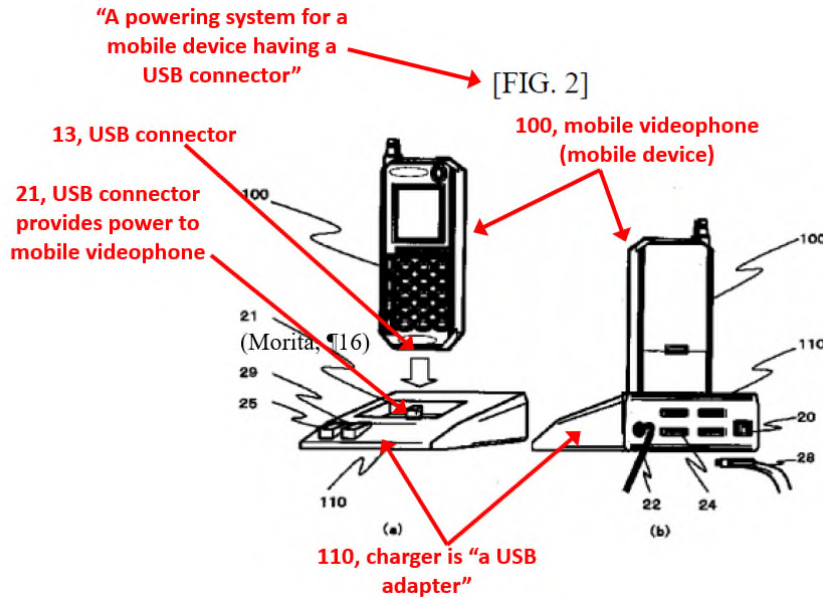 “A powering system for a
mobile device having a
USB connector”
[FIG. 2]
13, USB connector
100, mobile videophone
(mobile device)
21, USB connector
provides power to
mobile videophone
100
100
21
(Morita, ¶16)
110
29
25
20
28
110
22
24
(a)
(b)
110, charger is “a USB
adapter”